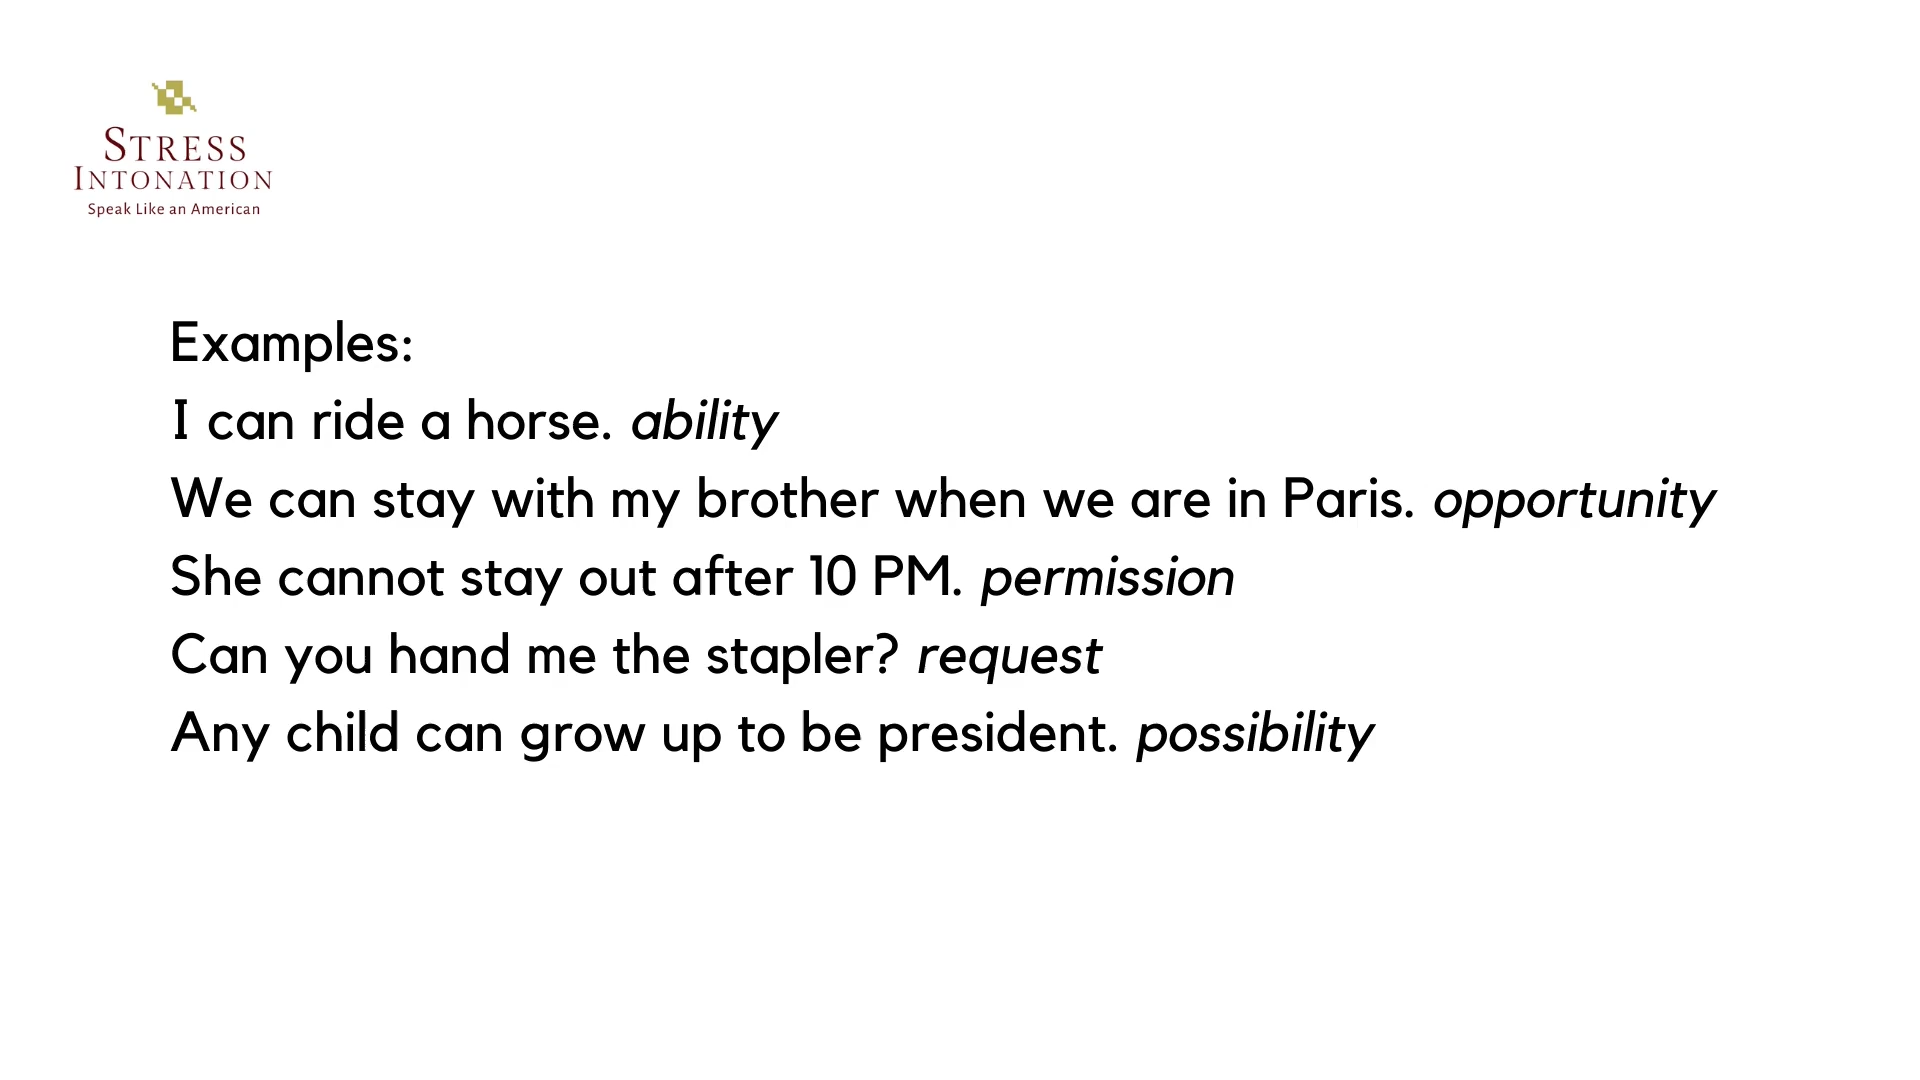 STRESS
INTONATION
Speak Like an American
Examples:
I can ride a horse. ability
We can stay with my brother when we are in Paris. opportunity
She cannot stay out after 10 PM. permission
Can you hand me the stapler? request
Any child can grow up to be president. possibility